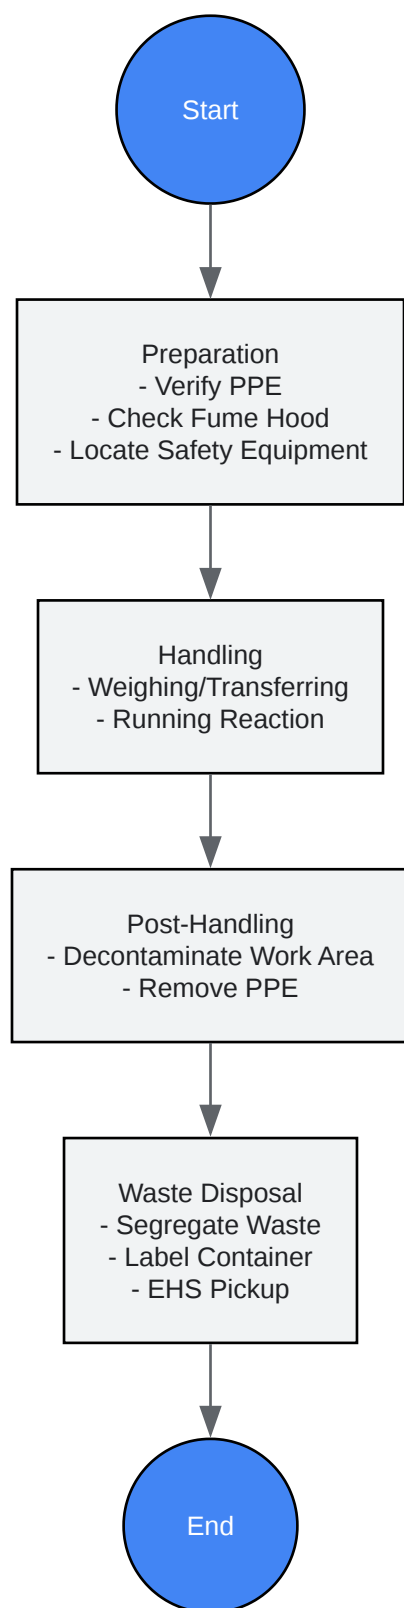 Start
Preparation
- Verify PPE
- Check Fume Hood
- Locate Safety Equipment
Handling
- Weighing/Transferring
- Running Reaction
Post-Handling
- Decontaminate Work Area
- Remove PPE
Waste Disposal
- Segregate Waste
- Label Container
- EHS Pickup
End